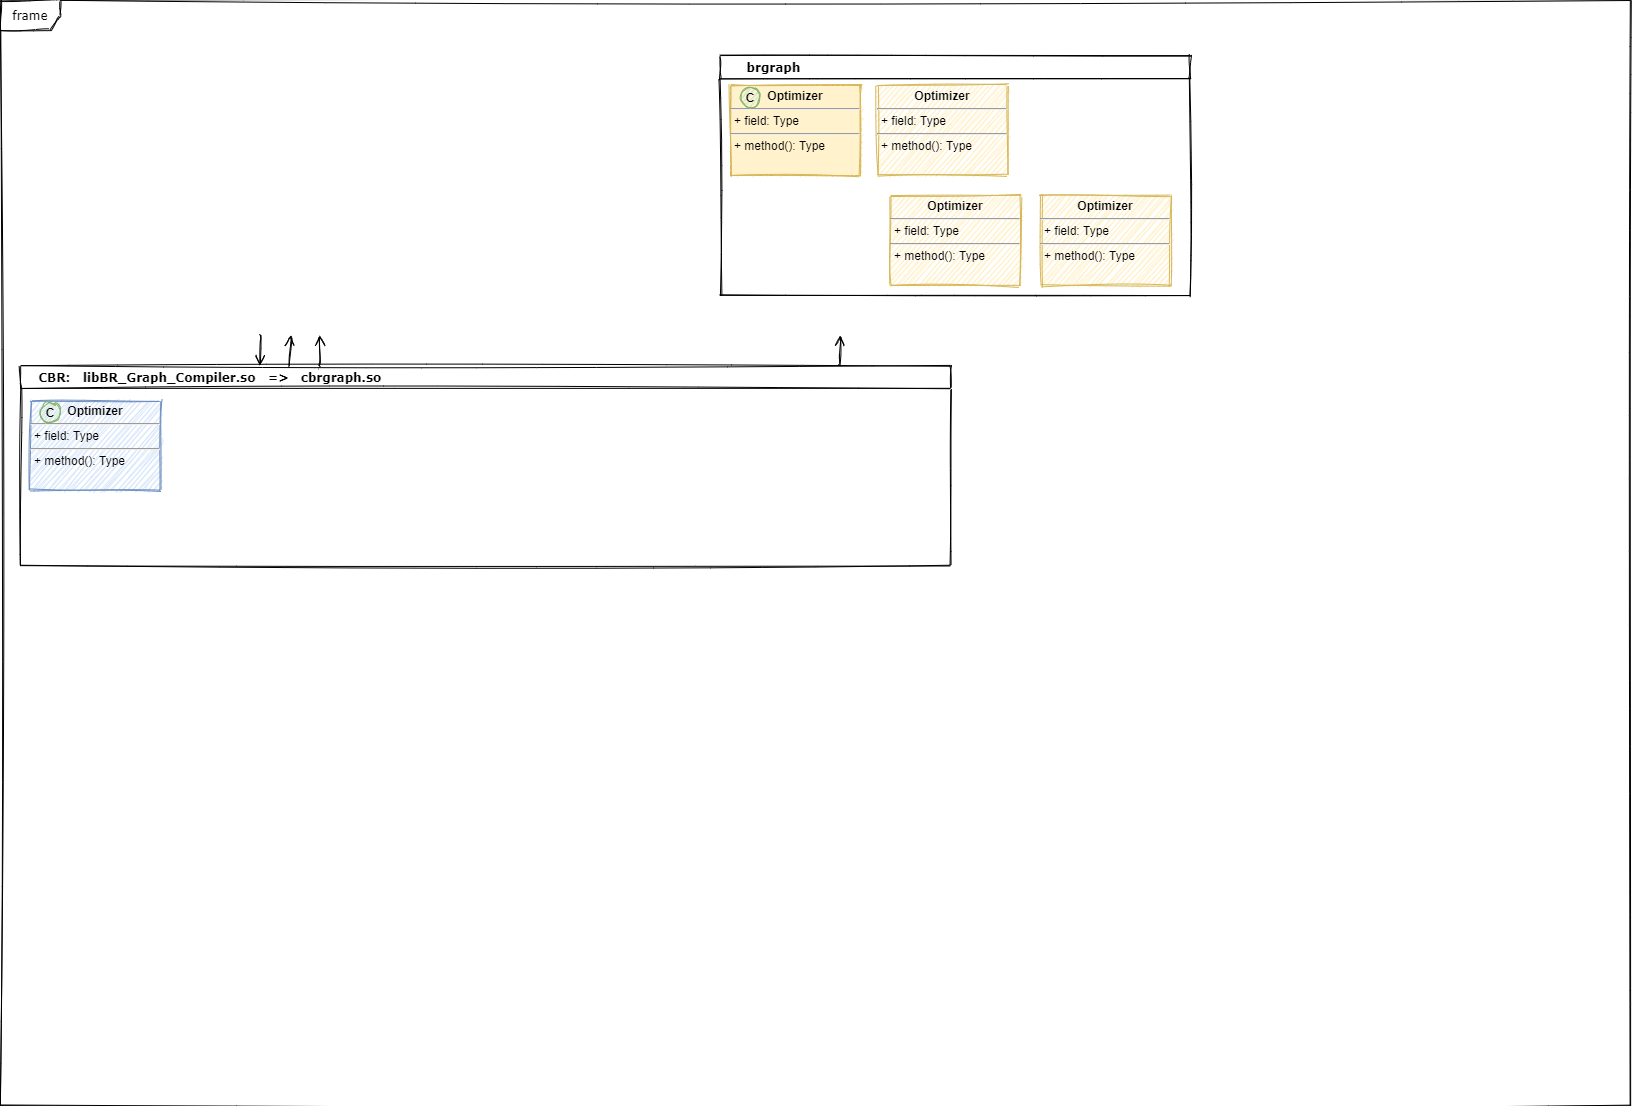 frame
brgraph
C Optimizer
+ field: Type
+ method(): Type
Optimizer
+ field: Type
+ method(): Type
Optimizer
+ field: Type
+ method(): Type
Optimizer
+ field: Type
+ method(): Type
CBR: libBR_Graph_Compiler.so => cbrgraph.so
C Optimizer
+ field: Type
+ method(): Type